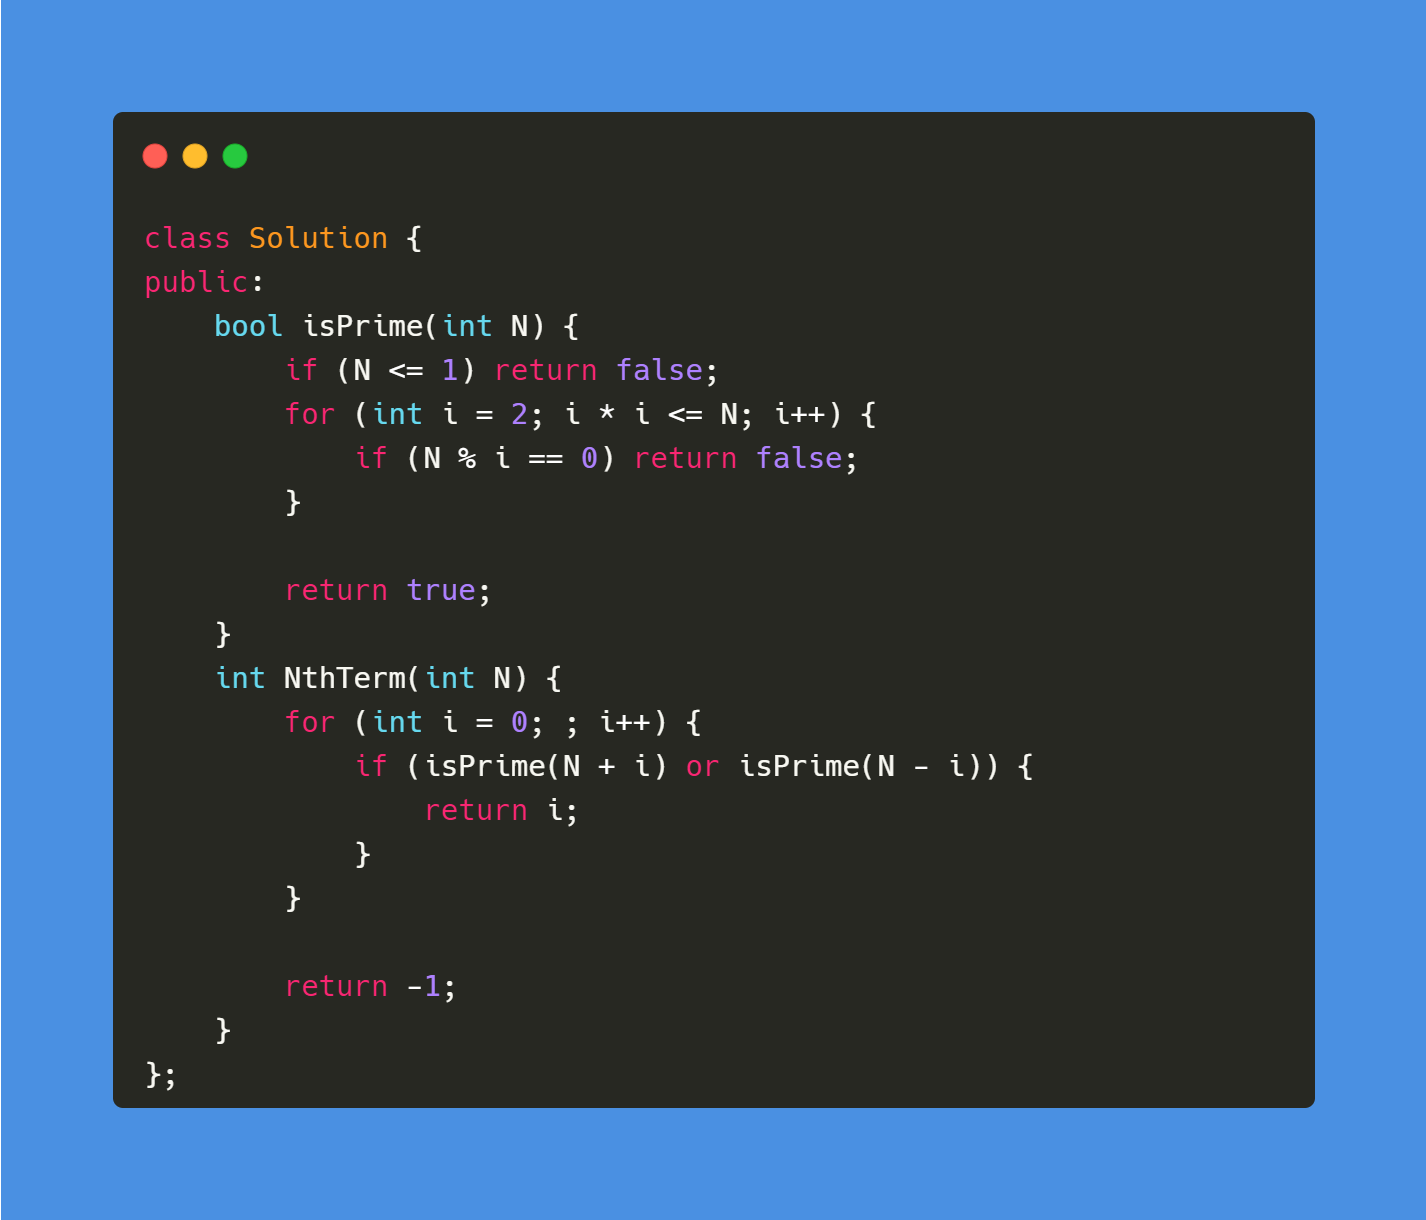 class Solution {
public:
    bool isPrime(int N) {
        if (N <= 1) return false;
        for (int i = 2; i * i <= N; i++) {
            if (N % i == 0) return false;
        }

        return true;
    }
    int NthTerm(int N) {
        for (int i = 0; ; i++) {
            if (isPrime(N + i) or isPrime(N - i)) {
                return i;
            }
        }

        return -1;
    }
};